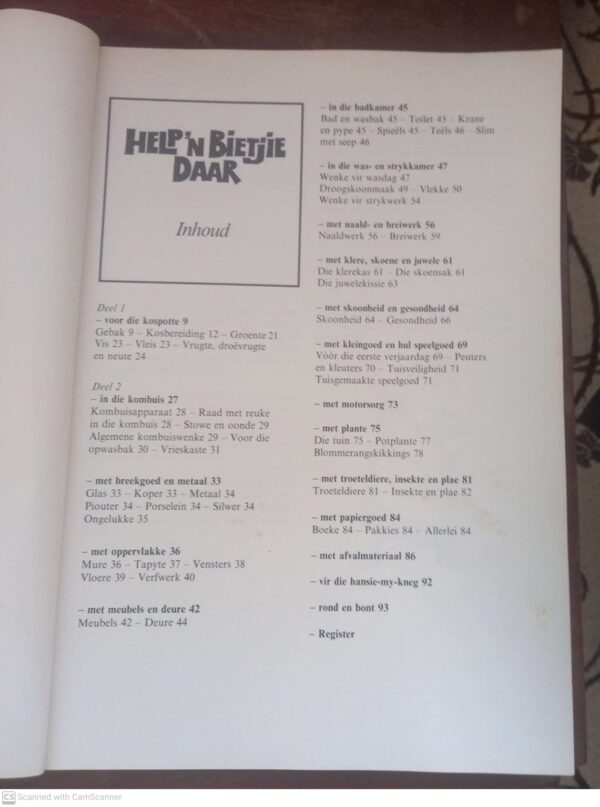 HELP 'N BIETJIE
DAAR
Inhoud
Deel 1
– voor die kosporte 9
Gebak 9 – Kosbereiding 12 – Groente 21
Vis 23 – Vleis 23 – Vrugte, droëvrugte
en neute 24
Deel 2
– in die kombuis 27
Kombuisapparaat 28 – Raad met reuke
in die kombuis 28 – Stowe en oonde 29
Algemene kombuiswenke 29 – Voor die
opwasbak 30 – Vrieskaste 31
– met breekgoed en metaal 33
Glas 33 – Koper 33 – Metaal 34
Piouter 34 – Porselein 34 – Silwer 34
Ongelukke 35
– met oppervlakke 36
Mure 36 – Tapyte 37 – Vensters 38
Vloere 39 – Verfwerk 40
– met meubels en deure 42
Meubels 42 – Deure 44
– in die badkamer 45
Bad en wasbak 45 – Toilet 45 – Krane
en pype 45 – Spieëls 45 – Teëls 46 – Slim
met seep 46
– in die was- en strykkamer 47
Wenke vir wasdag 47
Droogskoonmaak 49 – Vlekke 50
Wenke vir strykwerk 54
– met naald- en breiwerk 56
Naaldwerk 56 – Breiwerk 59
– met klere, skoene en juwele 61
Die klerekas 61 – Die skoensak 61
Die juwelekissie 63
– met skoonheid en gesondheid 64
Skoonheid 64 – Gesondheid 66
– met kleingoed en hul speelgoed 69
Vóór die eerste verjaardag 69 – Peuters
en kleuters 70 – Tuisveiligheid 71
Tuisgemaakte speelgoed 71
– met motorsorg 73
– met plante 75
Die tuin 75 – Potplante 77
Blommerangskikkings 78
– met troeteldiere, insekte en plae 81
Troeteldiere 81 – Insekte en plae 82
– met papiergoed 84
Boeke 84 – Pakkies 84 – Allerlei 84
– met afvalmateriaal 86
– vir die hansie-my-kneg 92
– rond en bont 93
– Register
CS Scanned with CamScanner